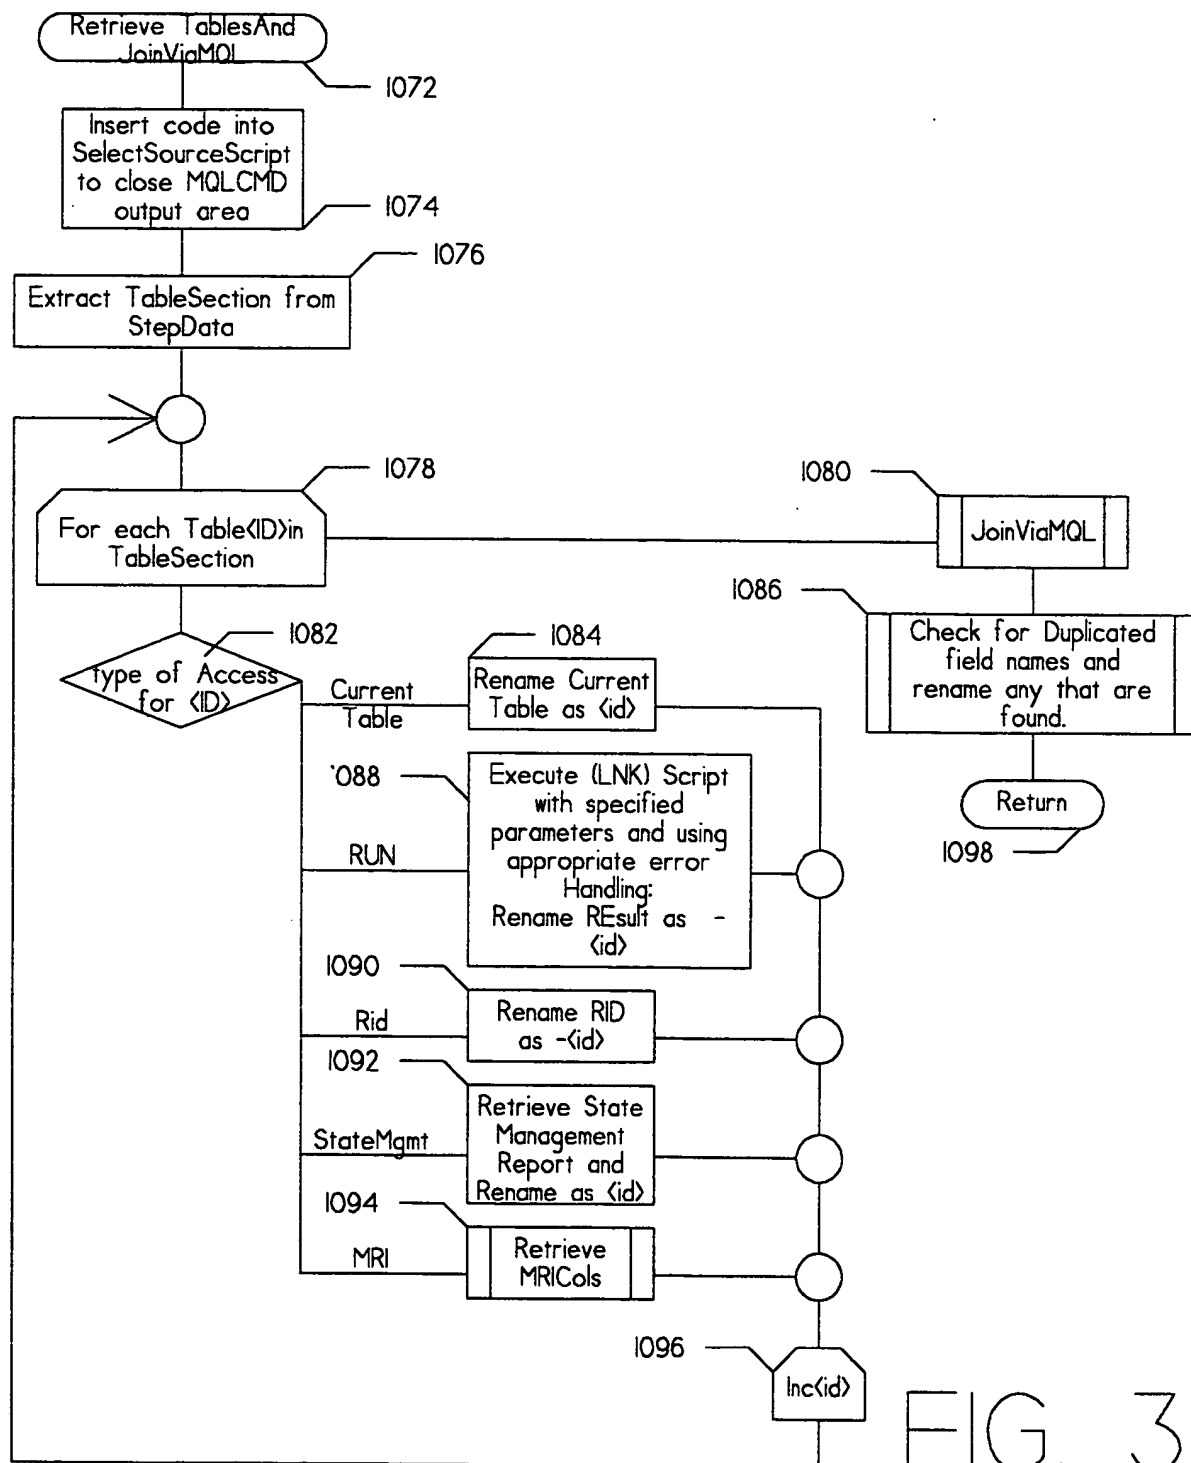 Retrieve TablesAnd
JoinViaMQL
1072
Insert code into
SelectSourceScript
to close MQLCMD
output area
1074
1076
Extract TableSection from
StepData
1078
For each Table<ID>in
TableSection
1080
JoinViaMQL
1086
Check for Duplicated
field names and
rename any that are
found.
Return
1098
1082
type of Access
for <ID>
1084
Current
Table
Rename Current
Table as <id>
'088
RUN
Execute (LNK) Script
with specified
parameters and using
appropriate error
Handling:
Rename REsult as -
<id>
1090
Rid
Rename RID
as -<id>
1092
StateMgmt
Retrieve State
Management
Report and
Rename as <id>
1094
MRI
Retrieve
MRICols
1096
Inc<id>
FIG. 3